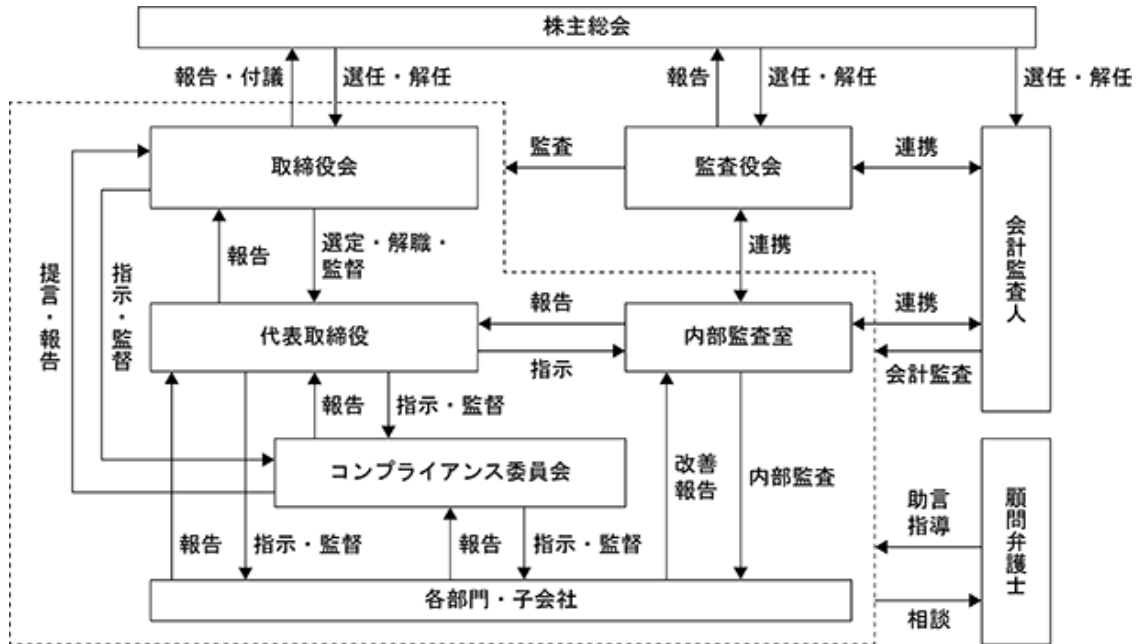 株主総会
報告・付議
選任・解任
報告
選任・解任
選任・解任
取締役会
監査
監査役会
連携
会計監査人
報告
選定・解職・
監督
連携
提言・報告
指示・監督
代表取締役
報告
指示
内部監査室
連携
会計監査
報告
指示・監督
コンプライアンス委員会
改善
報告
内部監査
助言
指導
顧問弁護士
報告
指示・監督
報告
指示・監督
各部門・子会社
相談